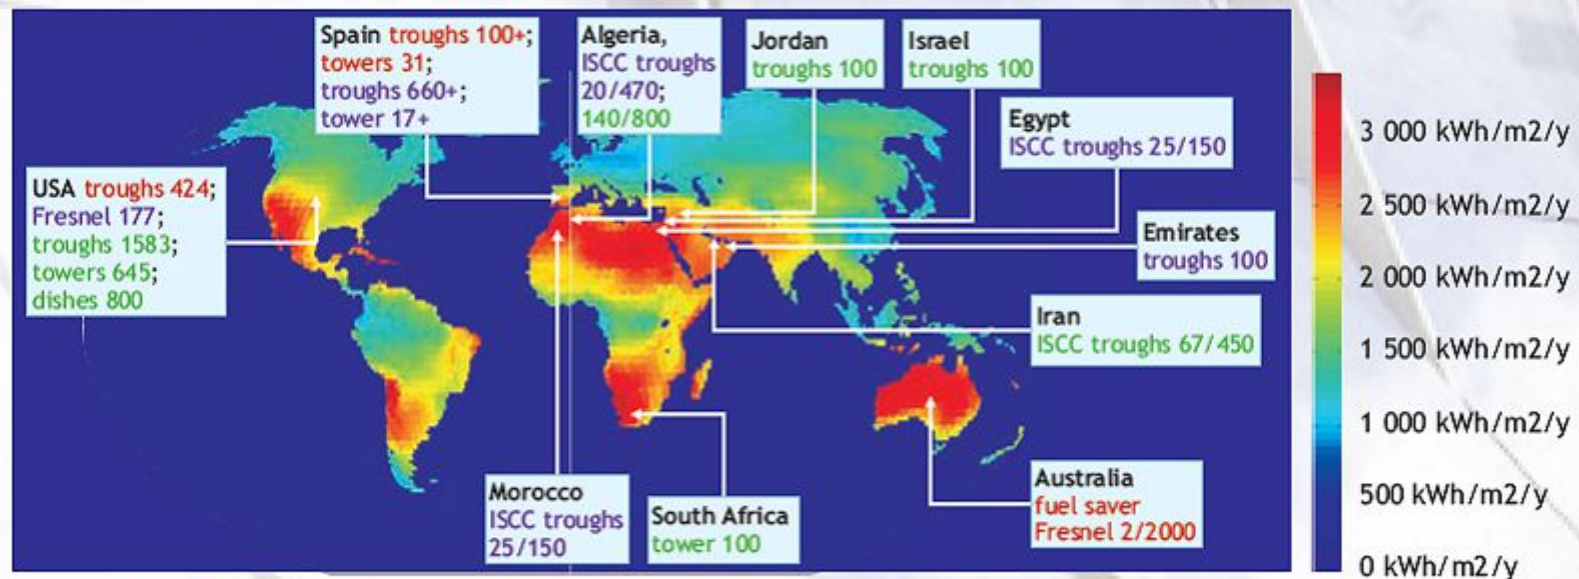 Spain troughs 100+;
towers 31;
troughs 660+;
tower 17+
Algeria,
ISCC troughs
20/470;
140/800
Jordan
troughs 100
Israel
troughs 100
Egypt
ISCC troughs 25/150
USA troughs 424;
Fresnel 177;
troughs 1583;
towers 645;
dishes 800
Emirates
troughs 100
Iran
ISCC troughs 67/450
Morocco
ISCC troughs
25/150
South Africa
tower 100
Australia
fuel saver
Fresnel 2/2000
3 000 kWh/m2/y
2 500 kWh/m2/y
2 000 kWh/m2/y
1 500 kWh/m2/y
1 000 kWh/m2/y
500 kWh/m2/y
0 kWh/m2/y